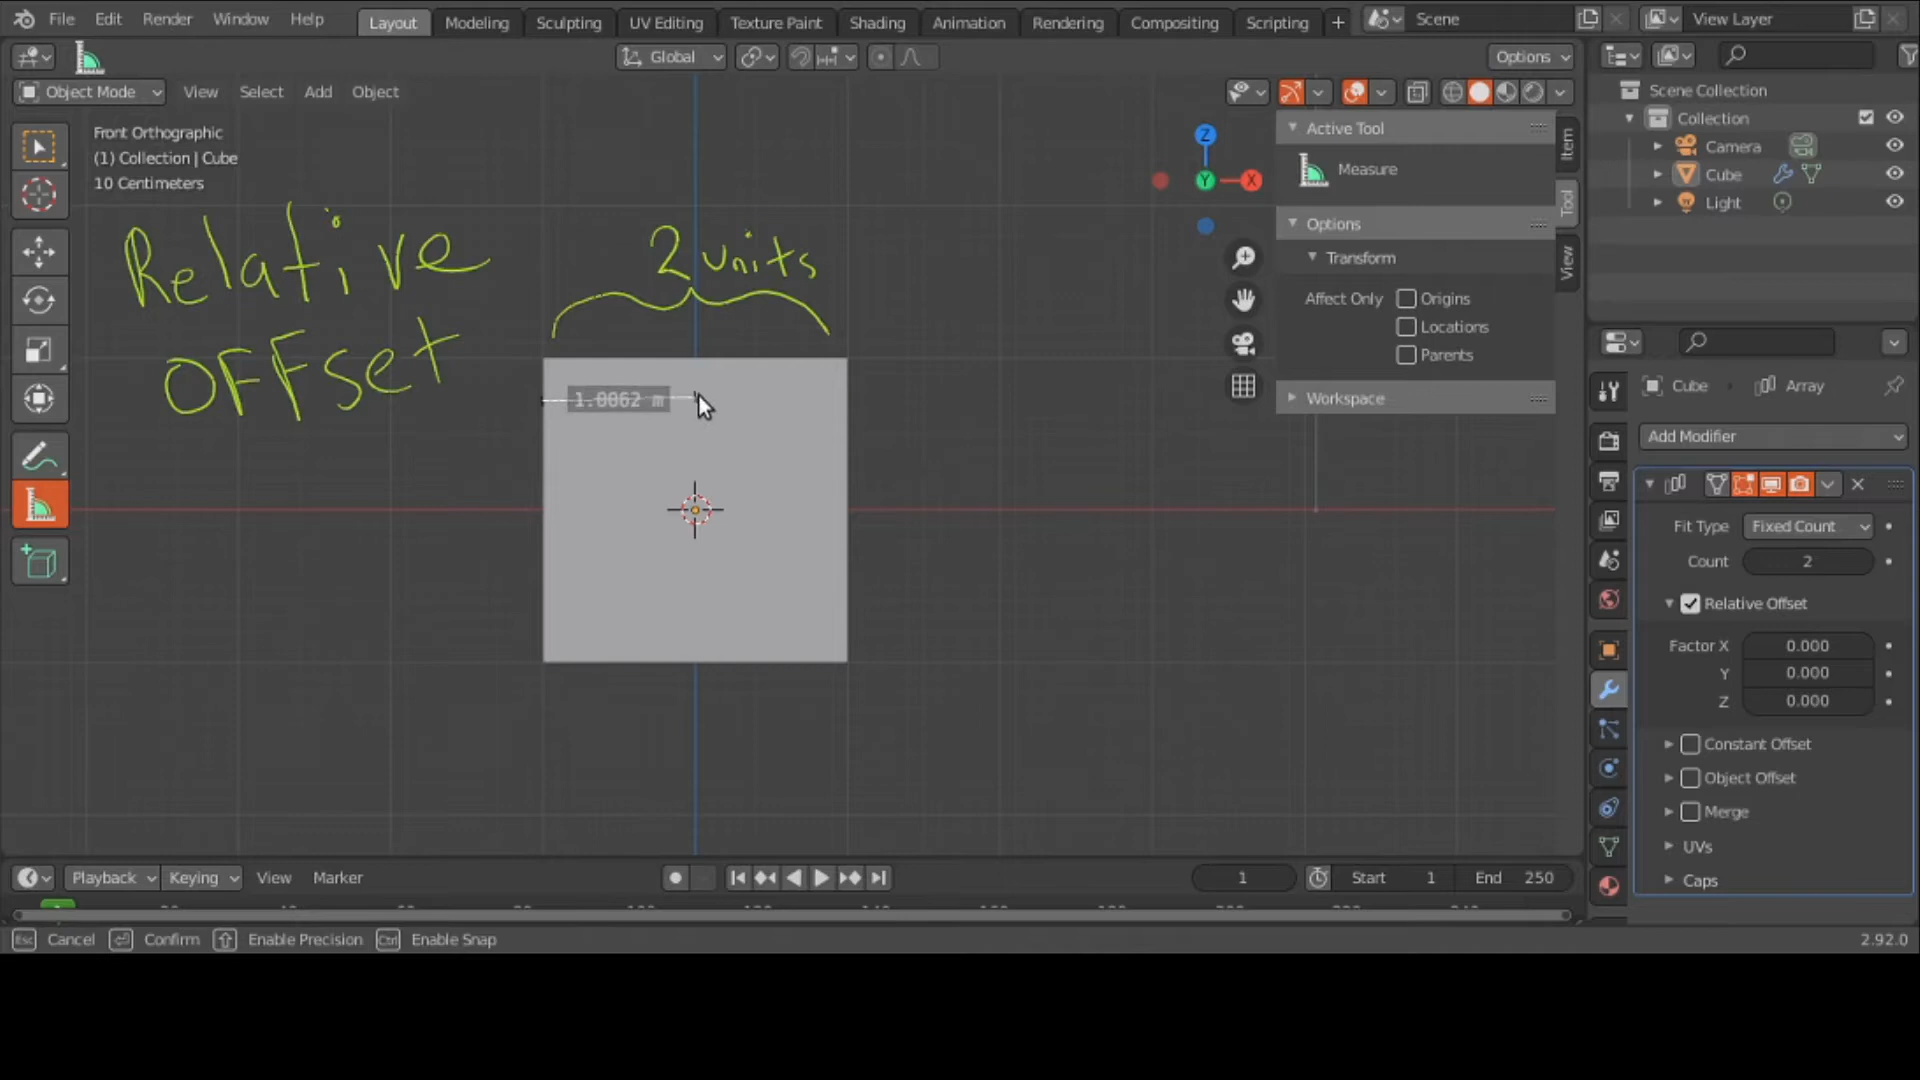 File Edit Render Window Help Layout Modeling Sculpting UV Editing Texture Paint Shading Animation Rendering Compositing Scripting + Scene View Layer
Global Options
Object Mode View Select Add Object
Front Orthographic
(1) Collection | Cube
10 Centimeters
Relative
OFFset
2 units
1.0062 m
Z
Y
X
Active Tool
Measure
Options
Transform
Affect Only Origins
Locations
Parents
Workspace
Item
Tool
View
Scene Collection
Collection
Camera
Cube
Light
Cube Array
Add Modifier
Fit Type Fixed Count
Count 2
Relative Offset
Factor X 0.000
Y 0.000
Z 0.000
Constant Offset
Object Offset
Merge
UVs
Caps
Playback Keying View Marker 1 Start 1 End 250
Esc Cancel Confirm Enable Precision Ctrl Enable Snap 2.92.0